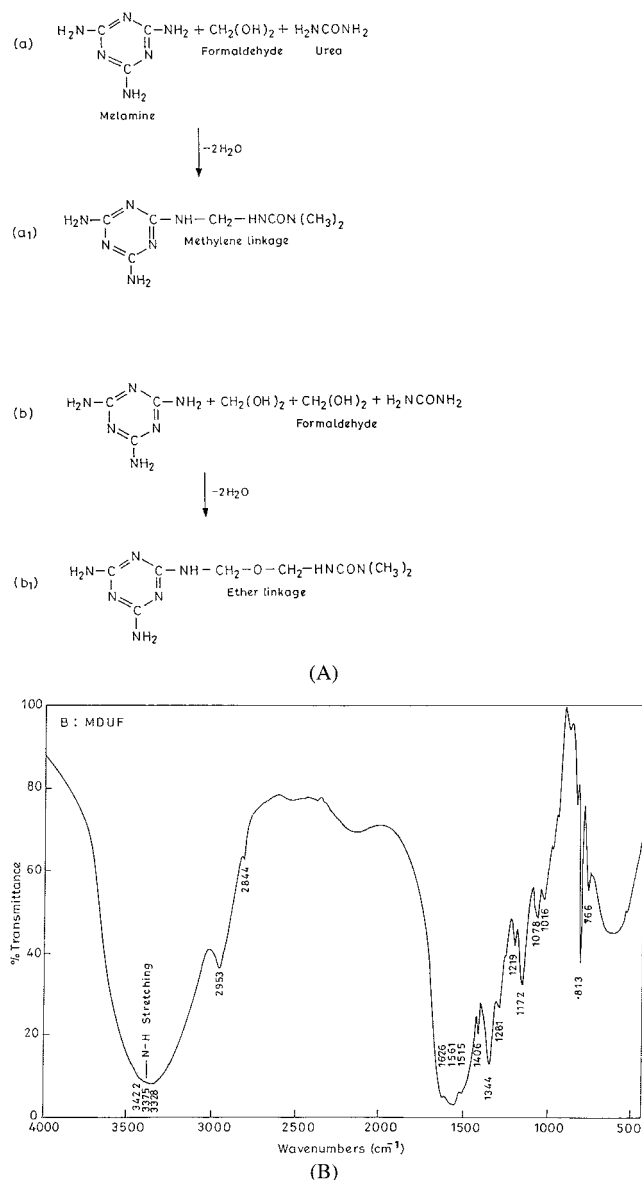 (a) H₂N–C N C–NH₂ + CH₂(OH)₂ + H₂NCONH₂
N N Formaldehyde Urea
C
NH₂
Melamine
–2H₂O
(a₁) H₂N–C N C–NH–CH₂–HNCON(CH₃)₂
N N Methylene linkage
C
NH₂
(b) H₂N–C N C–NH₂ + CH₂(OH)₂ + CH₂(OH)₂ + H₂NCONH₂
N N Formaldehyde
C
NH₂
–2H₂O
(b₁) H₂N–C N C–NH–CH₂–O–CH₂–HNCON(CH₃)₂
N N Ether linkage
C
NH₂
(A)
B : MDUF
%Transmittance
100
80
60
40
20
0
3422
3375
3328
N–H Stretching
2953
2844
1626
1561
1515
1406
1344
1281
1219
1172
1078
1016
813
766
4000 3000 2500 2000 1500 1000 500
Wavenumbers (cm⁻¹)
(B)